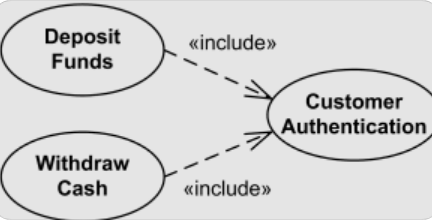 Deposit
Funds
«include»
Customer
Authentication
Withdraw
Cash
«include»